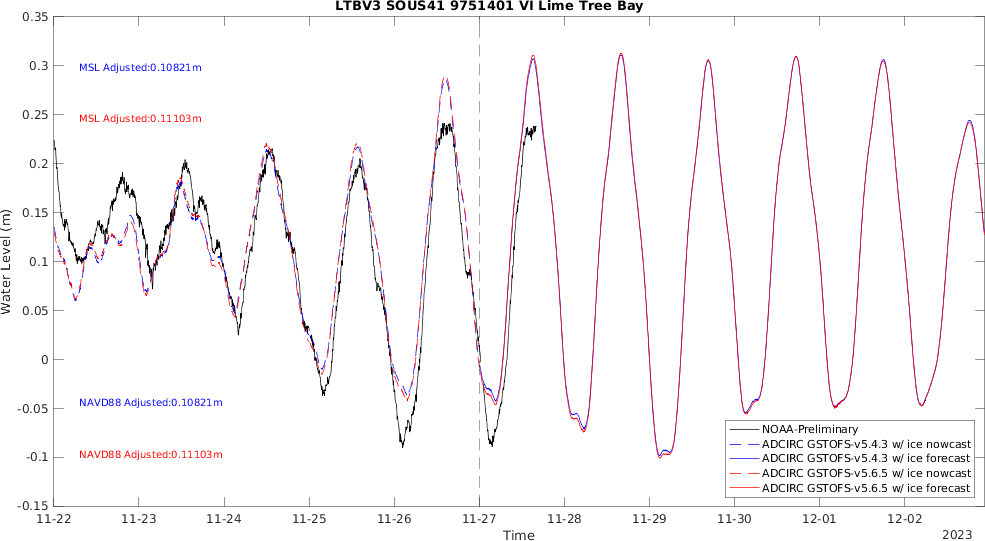 LTBV3 SOUS41 9751401 VI Lime Tree Bay
0.35
0.3
0.25
0.2
0.15
0.1
0.05
0
-0.05
-0.1
-0.15
Water Level (m)
MSL Adjusted:0.10821m
MSL Adjusted:0.11103m
NAVD88 Adjusted:0.10821m
NAVD88 Adjusted:0.11103m
NOAA-Preliminary
ADCIRC GSTOFS-v5.4.3 w/ ice nowcast
ADCIRC GSTOFS-v5.4.3 w/ ice forecast
ADCIRC GSTOFS-v5.6.5 w/ ice nowcast
ADCIRC GSTOFS-v5.6.5 w/ ice forecast
11-22 11-23 11-24 11-25 11-26 11-27 11-28 11-29 11-30 12-01 12-02
Time
2023